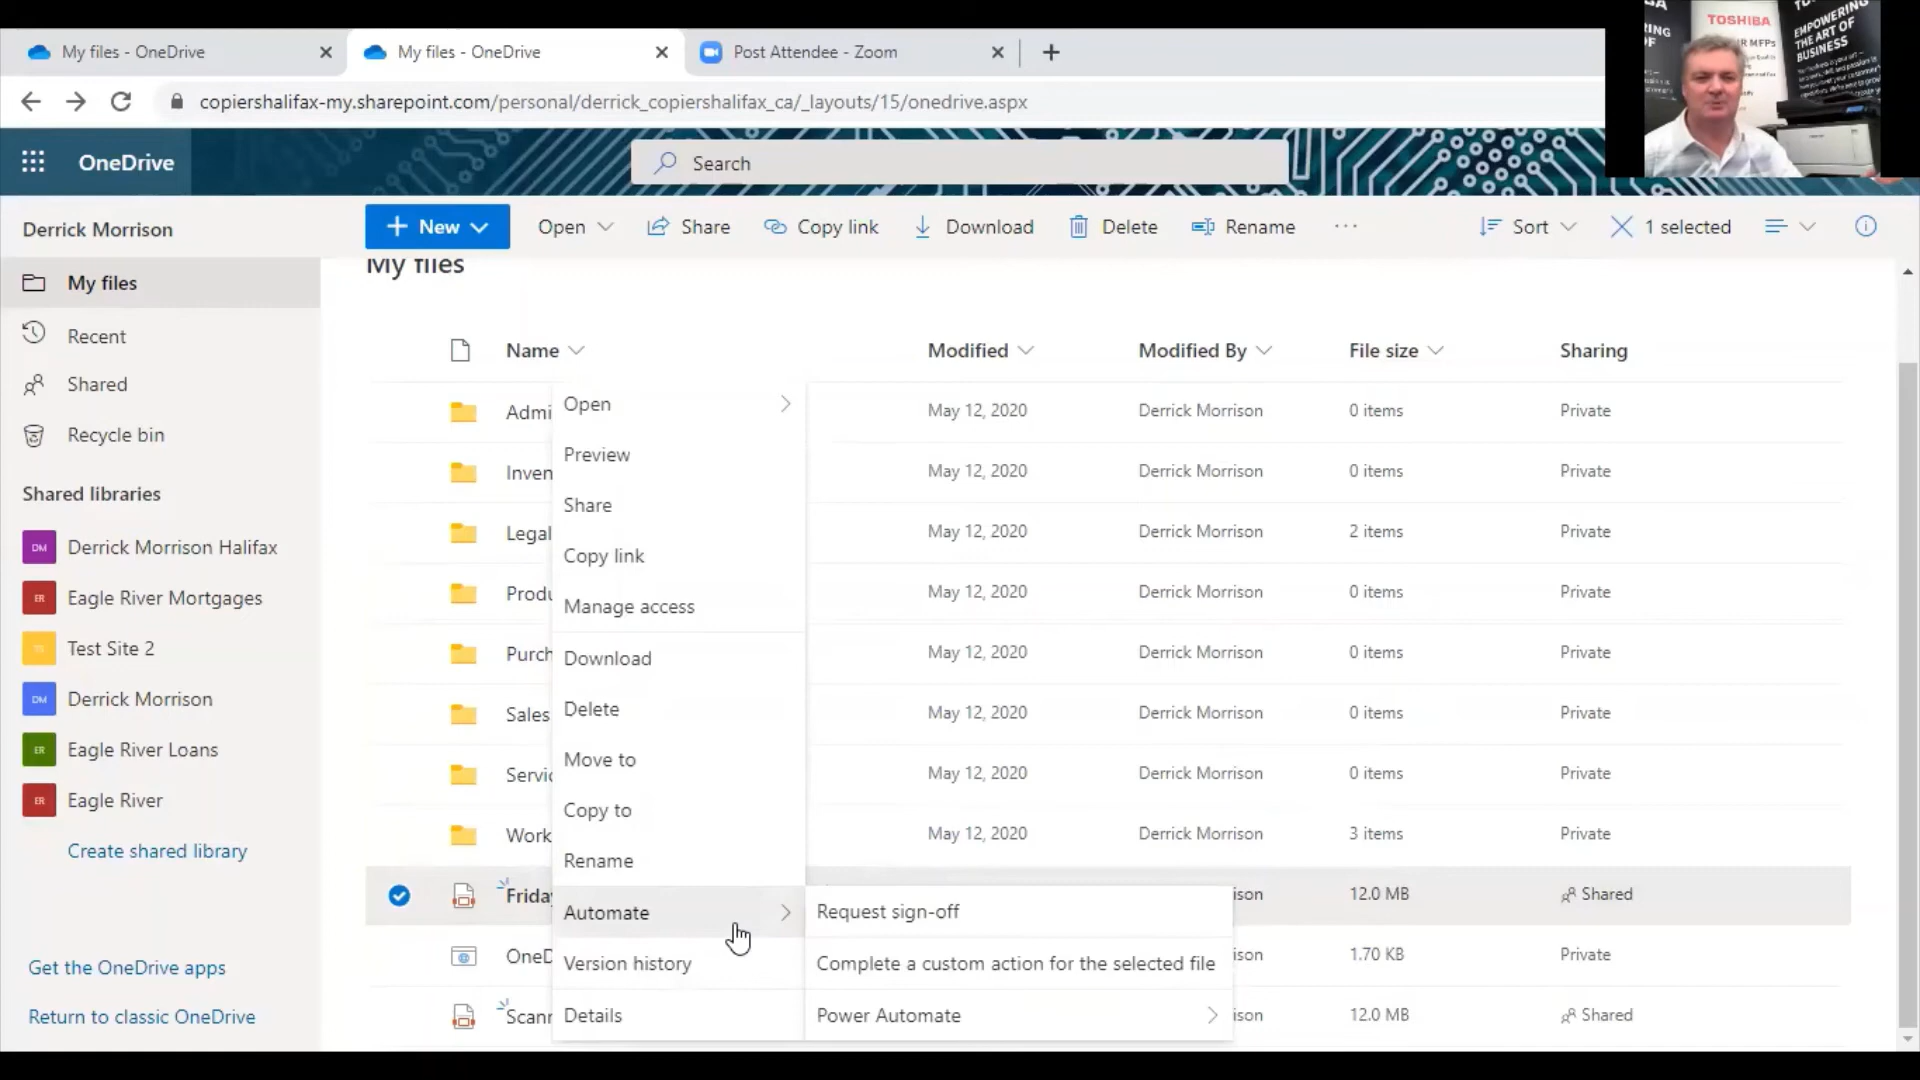 My files - OneDrive
My files - OneDrive
Post Attendee - Zoom
copiershalifax-my.sharepoint.com/personal/derrick_copiershalifax_ca/_layouts/15/onedrive.aspx
TOSHIBA
MFPs
EMPOWERING
THE ART OF
BUSINESS
OneDrive
Search
Derrick Morrison
New
Open
Share
Copy link
Download
Delete
Rename
Sort
1 selected
My files
My files
Recent
Shared
Recycle bin
Shared libraries
DM Derrick Morrison Halifax
ER Eagle River Mortgages
TS Test Site 2
DM Derrick Morrison
ER Eagle River Loans
ER Eagle River
Create shared library
Get the OneDrive apps
Return to classic OneDrive
Name Modified Modified By File size Sharing
Admi May 12, 2020 Derrick Morrison 0 items Private
Inven May 12, 2020 Derrick Morrison 0 items Private
Legal May 12, 2020 Derrick Morrison 2 items Private
Produ May 12, 2020 Derrick Morrison 0 items Private
Purch May 12, 2020 Derrick Morrison 0 items Private
Sales May 12, 2020 Derrick Morrison 0 items Private
Servic May 12, 2020 Derrick Morrison 0 items Private
Work May 12, 2020 Derrick Morrison 3 items Private
Friday ison 12.0 MB Shared
OneD ison 1.70 KB Private
Scann ison 12.0 MB Shared
Open
Preview
Share
Copy link
Manage access
Download
Delete
Move to
Copy to
Rename
Automate
Version history
Details
Request sign-off
Complete a custom action for the selected file
Power Automate